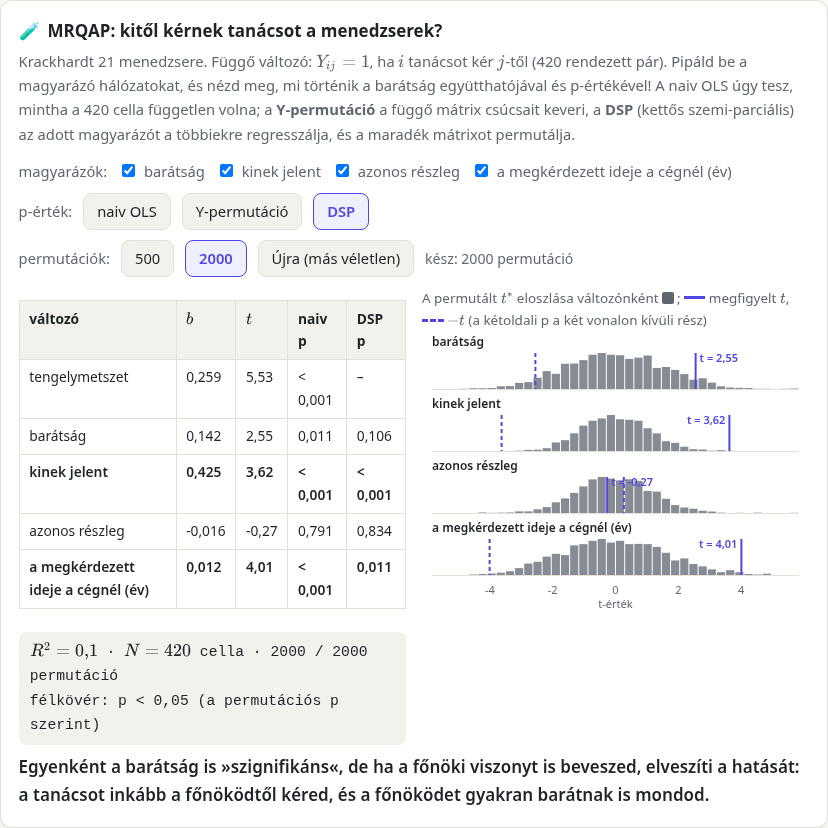 🧪 MRQAP: kitől kérnek tanácsot a menedzserek?
Krackhardt 21 menedzsere. Függő változó: Y_ij = 1, ha i tanácsot kér j-től (420 rendezett pár). Pipáld be a
magyarázó hálózatokat, és nézd meg, mi történik a barátság együtthatójával és p-értékével! A naiv OLS úgy tesz,
mintha a 420 cella független volna; a Y-permutáció a függő mátrix csúcsait keveri, a DSP (kettős szemi-parciális)
az adott magyarázót a többiekre regresszálja, és a maradék mátrixot permutálja.
magyarázók: barátság kinek jelent azonos részleg a megkérdezett ideje a cégnél (év)
p-érték: naiv OLS Y-permutáció DSP
permutációk: 500 2000 Újra (más véletlen) kész: 2000 permutáció
változó b t naiv p DSP p
tengelymetszet 0,259 5,53 < 0,001 –
barátság 0,142 2,55 0,011 0,106
kinek jelent 0,425 3,62 < 0,001 < 0,001
azonos részleg -0,016 -0,27 0,791 0,834
a megkérdezett ideje a cégnél (év) 0,012 4,01 < 0,001 0,011
R² = 0,1 · N = 420 cella · 2000 / 2000
permutáció
félkövér: p < 0,05 (a permutációs p
szerint)
A permutált t* eloszlása változónként ; megfigyelt t,
−t (a kétoldali p a két vonalon kívüli rész)
barátság
t = 2,55
kinek jelent
t = 3,62
azonos részleg
t = -0,27
a megkérdezett ideje a cégnél (év)
t = 4,01
-4 -2 0 2 4
t-érték
Egyenként a barátság is »szignifikáns«, de ha a főnöki viszonyt is beveszed, elveszíti a hatását:
a tanácsot inkább a főnöködtől kéred, és a főnöködet gyakran barátnak is mondod.